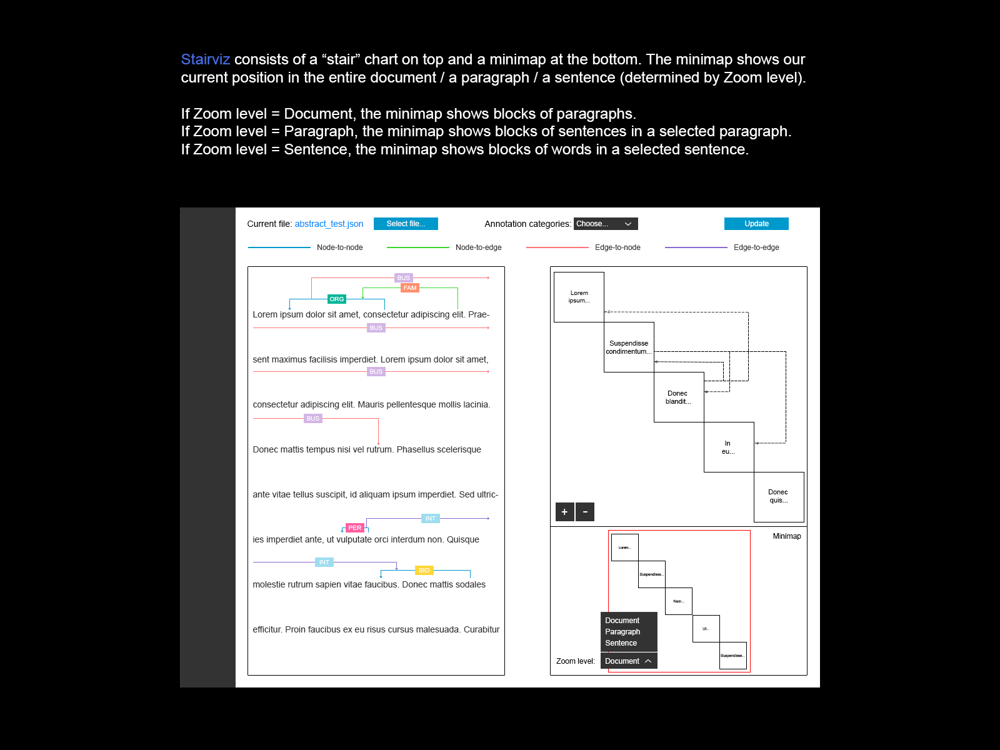 Stairviz consists of a “stair” chart on top and a minimap at the bottom. The minimap shows our
current position in the entire document / a paragraph / a sentence (determined by Zoom level).
If Zoom level = Document, the minimap shows blocks of paragraphs.
If Zoom level = Paragraph, the minimap shows blocks of sentences in a selected paragraph.
If Zoom level = Sentence, the minimap shows blocks of words in a selected sentence.
Current file: abstract_test.json
Select file...
Annotation categories:
Choose...
Update
Node-to-node
Node-to-edge
Edge-to-node
Edge-to-edge
BUS
FAM
ORG
Lorem ipsum dolor sit amet, consectetur adipiscing elit. Prae-
BUS
sent maximus facilisis imperdiet. Lorem ipsum dolor sit amet,
BUS
consectetur adipiscing elit. Mauris pellentesque mollis lacinia.
BUS
Donec mattis tempus nisi vel rutrum. Phasellus scelerisque
ante vitae tellus suscipit, id aliquam ipsum imperdiet. Sed ultric-
INT
PER
ies imperdiet ante, ut vulputate orci interdum non. Quisque
INT
BIO
molestie rutrum sapien vitae faucibus. Donec mattis sodales
efficitur. Proin faucibus ex eu risus cursus malesuada. Curabitur
Lorem
ipsum...
Suspendisse
condimentum...
Donec
blandit...
In
eu...
Donec
quis...
+ -
Minimap
Lorem...
Suspendisse...
Nam...
Ut...
Suspendisse...
Document
Paragraph
Sentence
Zoom level:
Document